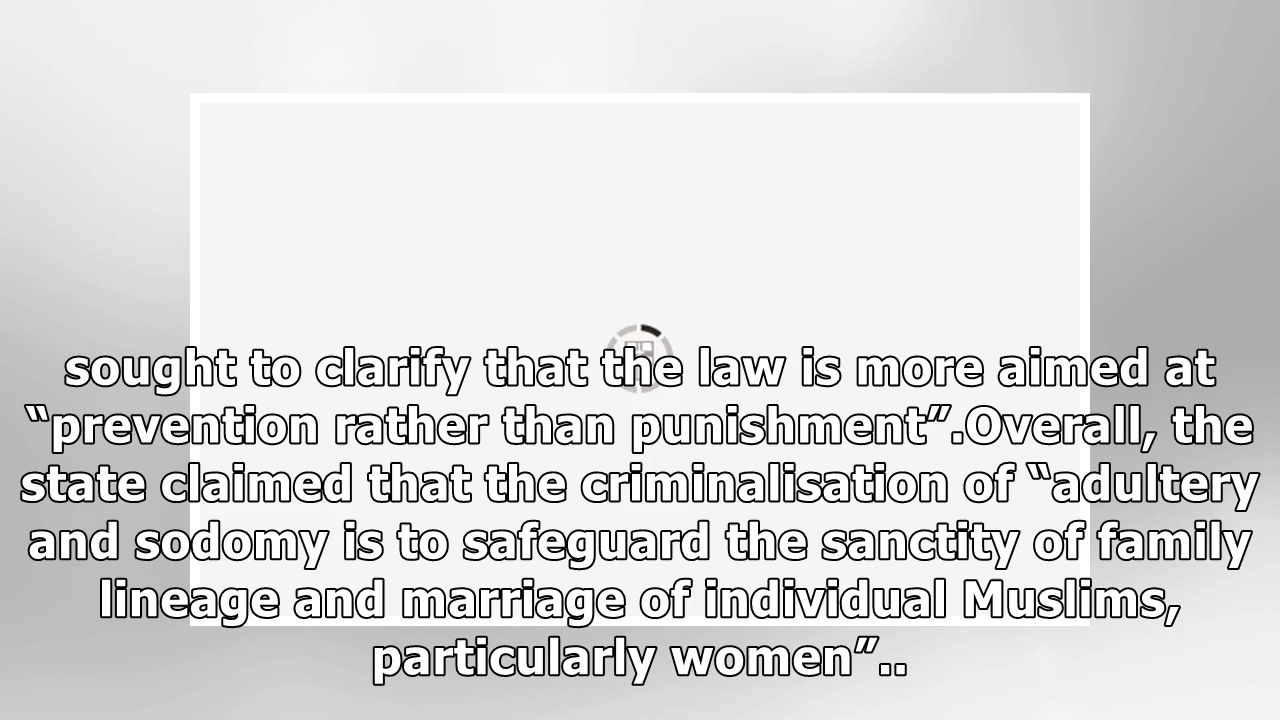 sought to clarify that the law is more aimed at
“prevention rather than punishment”.Overall, the
state claimed that the criminalisation of “adultery
and sodomy is to safeguard the sanctity of family
lineage and marriage of individual Muslims,
particularly women”..